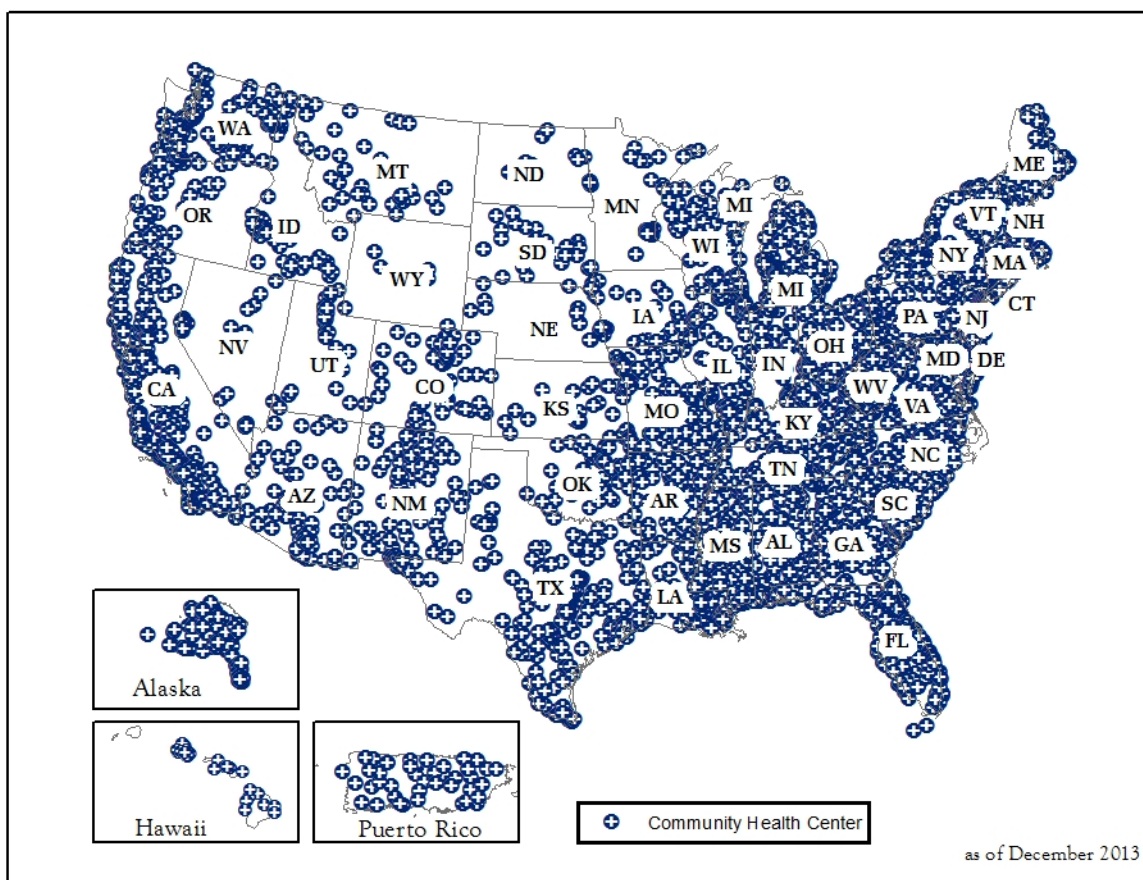 WA
MT
ND
MN
ME
OR
ID
WY
SD
WI
MI
VT
NH
NY
MA
CT
NV
UT
CO
NE
IA
MI
PA
NJ
CA
IL
IN
OH
MD
DE
KS
MO
WV
VA
KY
AZ
NM
OK
AR
TN
NC
SC
TX
LA
MS
AL
GA
FL
Alaska
Hawaii
Puerto Rico
Community Health Center
as of December 2013